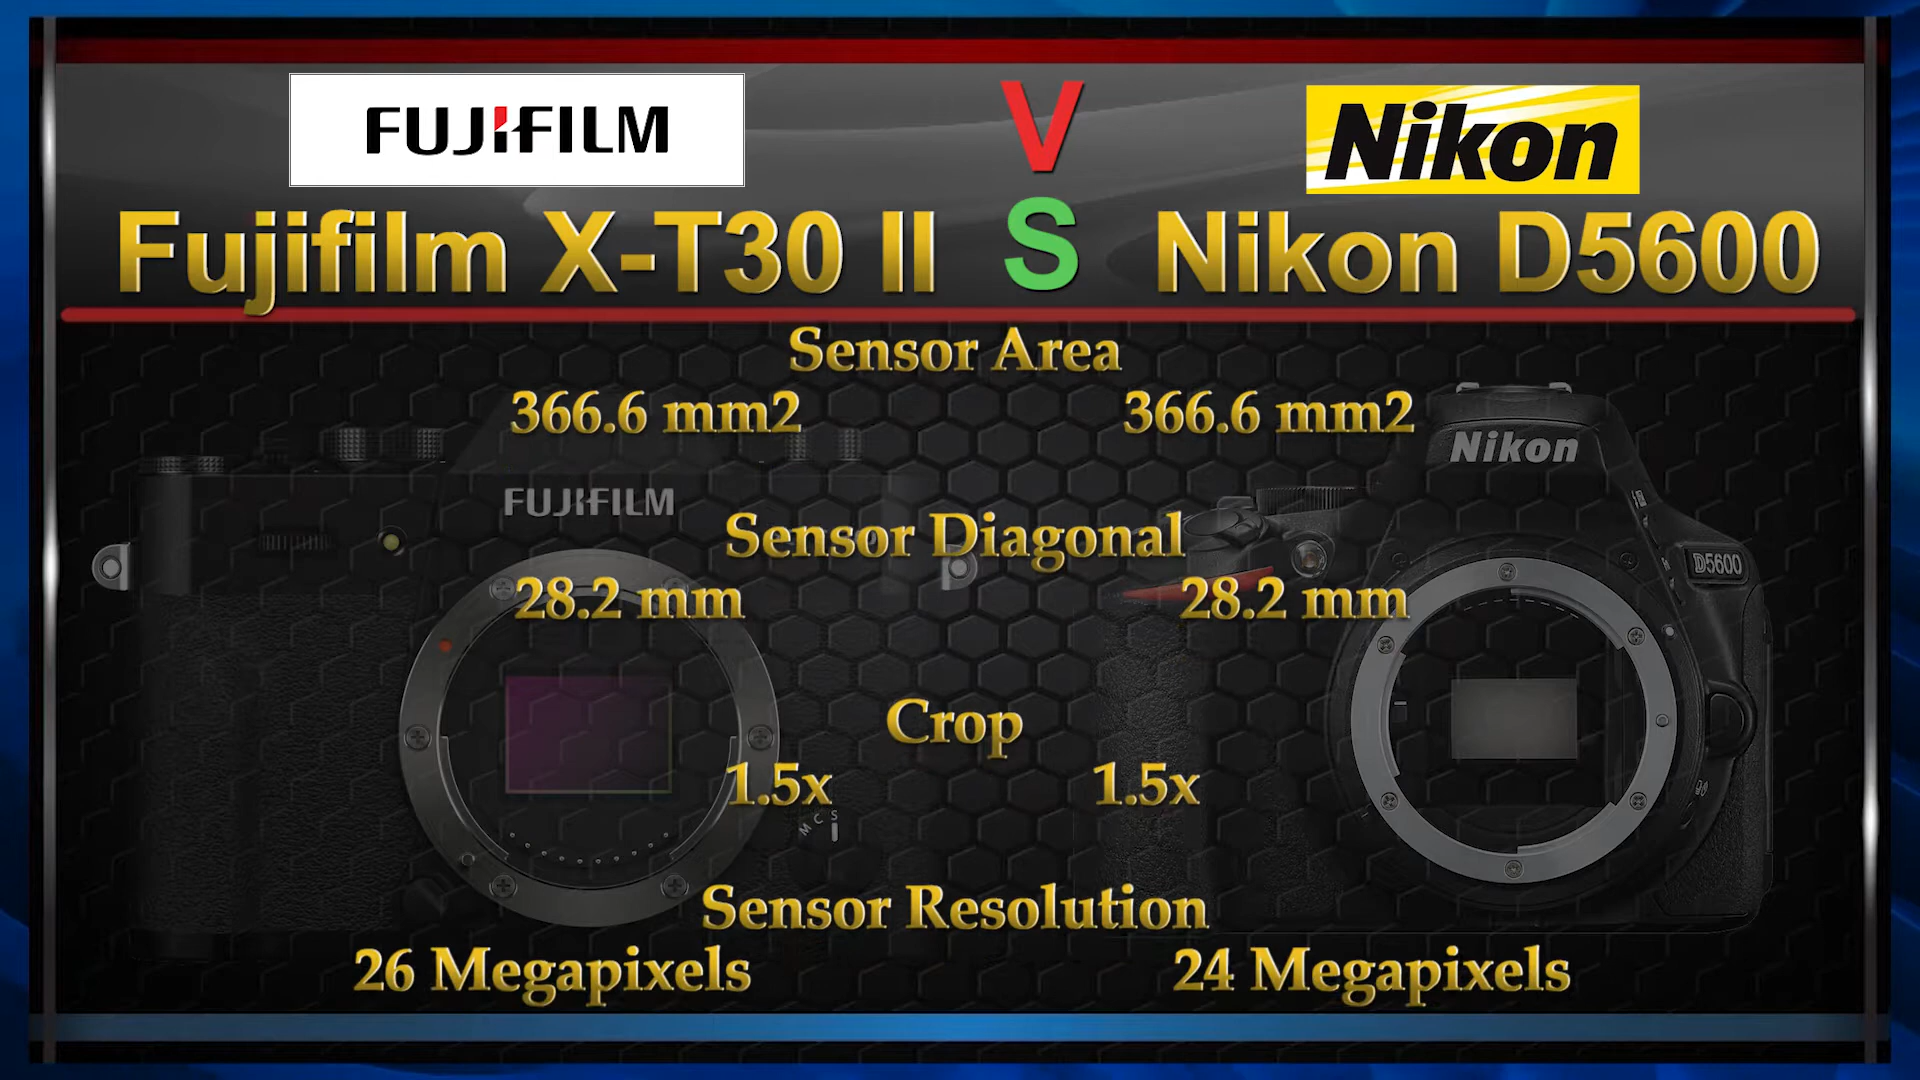 FUJIFILM
V
Nikon
Fujifilm X-T30 II
S
Nikon D5600
Sensor Area
366.6 mm2
366.6 mm2
Nikon
FUJIFILM
Sensor Diagonal
D5600
28.2 mm
28.2 mm
Crop
1.5x
1.5x
M C S
Sensor Resolution
26 Megapixels
24 Megapixels